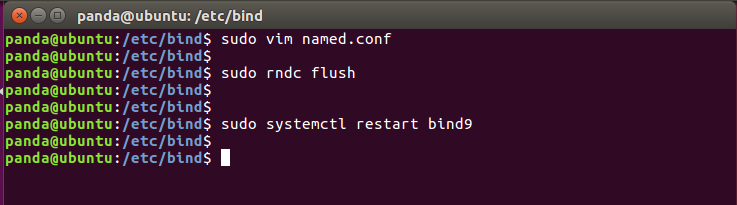 panda@ubuntu: /etc/bind
panda@ubuntu:/etc/bind$ sudo vim named.conf
panda@ubuntu:/etc/bind$
panda@ubuntu:/etc/bind$ sudo rndc flush
panda@ubuntu:/etc/bind$
panda@ubuntu:/etc/bind$
panda@ubuntu:/etc/bind$ sudo systemctl restart bind9
panda@ubuntu:/etc/bind$
panda@ubuntu:/etc/bind$